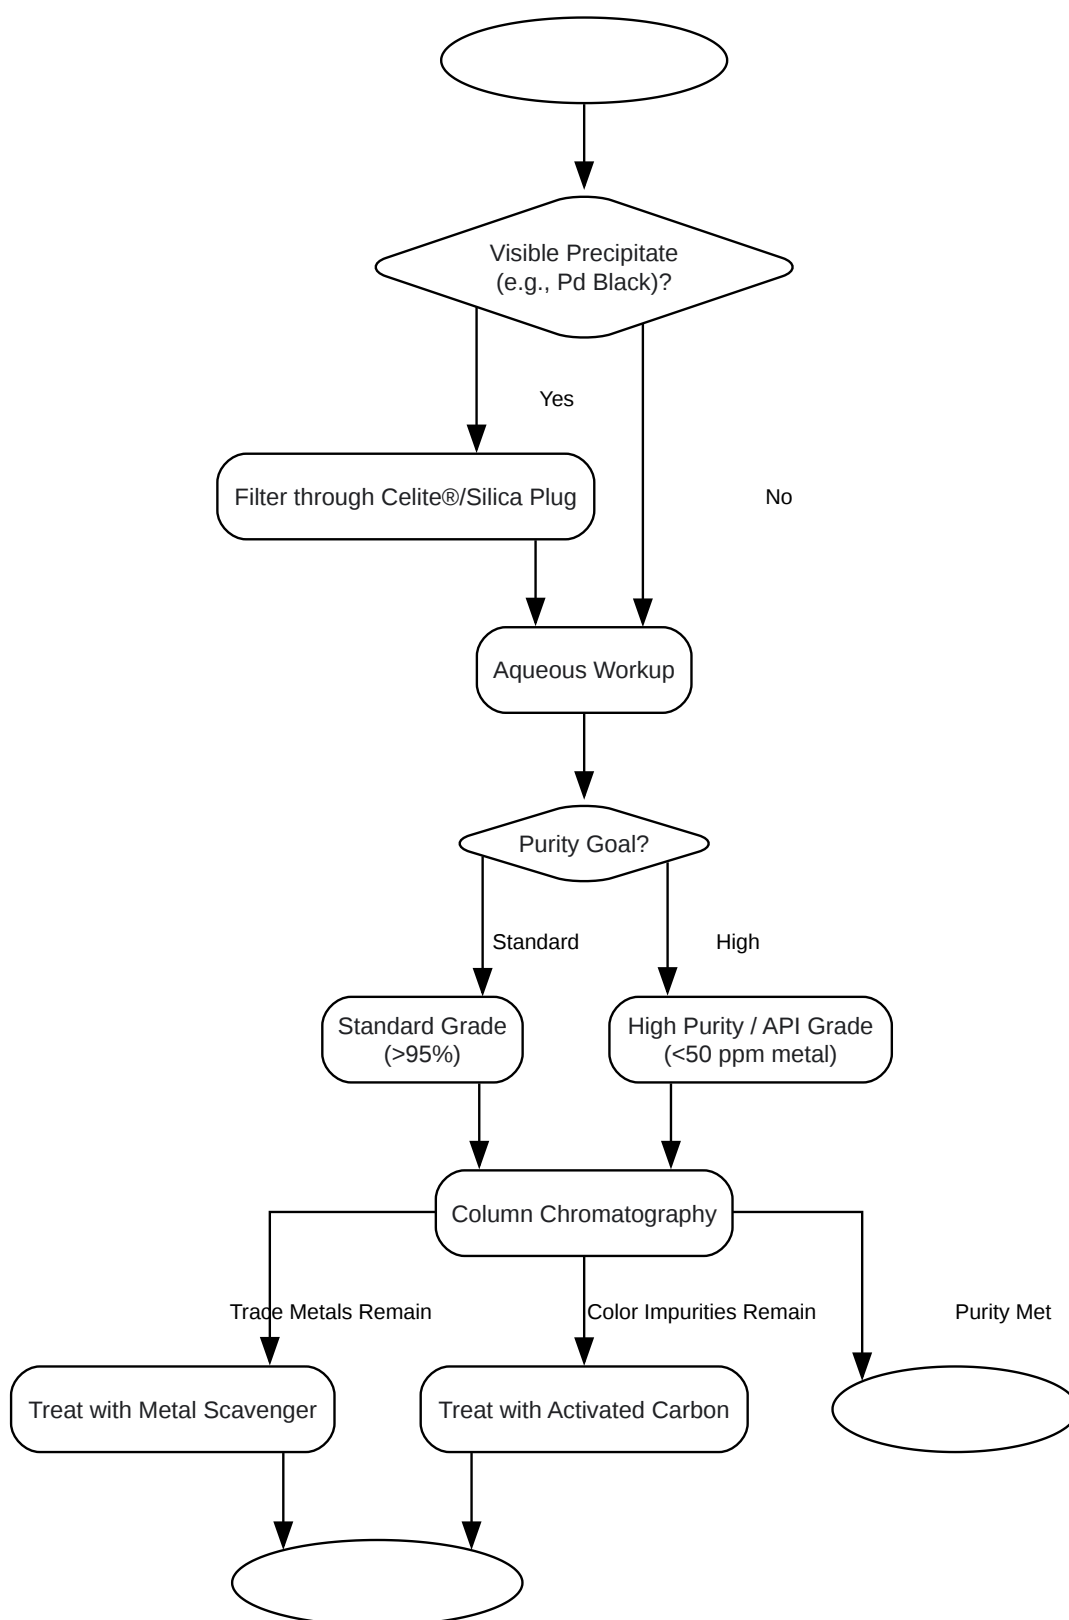 Visible Precipitate
(e.g., Pd Black)?
Yes
Filter through Celite®/Silica Plug
No
Aqueous Workup
Purity Goal?
Standard
High
Standard Grade
(>95%)
High Purity / API Grade
(<50 ppm metal)
Column Chromatography
Trace Metals Remain
Color Impurities Remain
Purity Met
Treat with Metal Scavenger
Treat with Activated Carbon